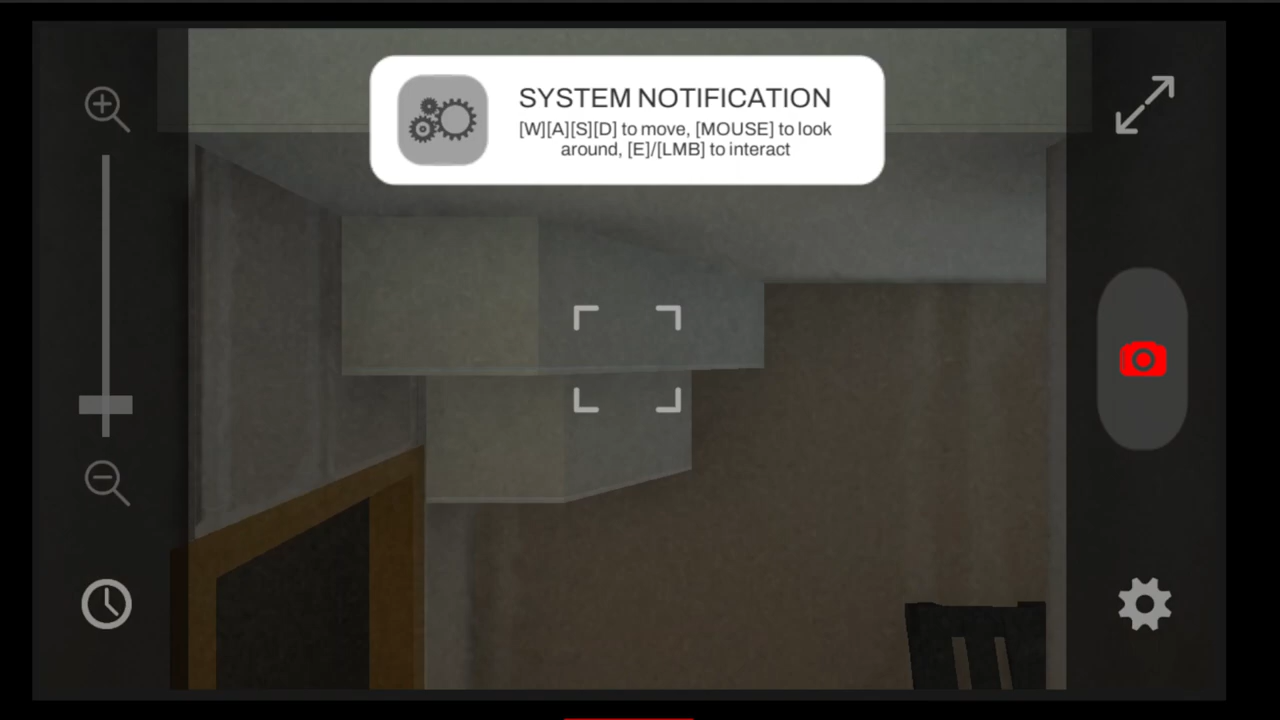 SYSTEM NOTIFICATION
[W][A][S][D] to move, [MOUSE] to look
around, [E]/[LMB] to interact